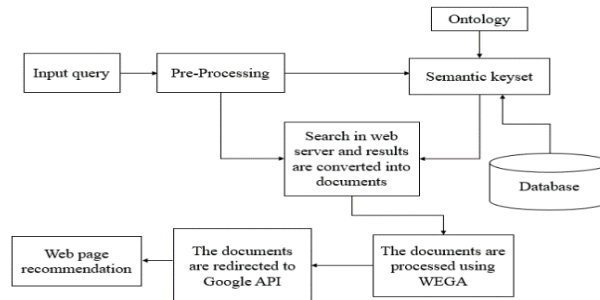 Ontology
Input query
Pre-Processing
Semantic keyset
Search in web
server and results
are converted into
documents
Database
Web page
recommendation
The documents
are redirected to
Google API
The documents are
processed using
WEGA